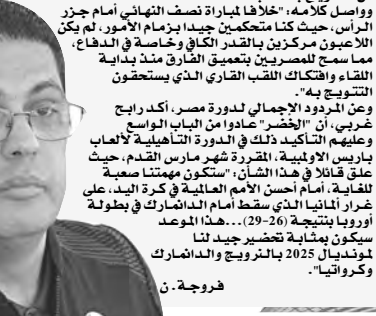 وواصل كلامه: "خلافا لمباراة نصف النهائي أمام جزر
الرأس، حيث كنا متحكمين جيدا بزمام الأمور، لم يكن
اللاعبون مركزين بالقدر الكافي وخاصة في الدفاع،
مما سمح للمصريين بتعميق الفارق منذ بداية
اللقاء وافتكاك اللقب القاري الذي يستحقون
التتويج به".
وعن المردود الإجمالي لدورة مصر، أكد رابح
غربي، أن "الخضر" عادوا من الباب الواسع
وعليهم التأكيد ذلك في الدورة التأهيلية لألعاب
باريس الاولمبية، المقررة شهر مارس القدم، حيث
علق قائلا في هذا الشأن: "ستكون مهمتنا صعبة
للغاية، أمام أحسن الأمم العالمية في كرة اليد، على
غرار ألمانيا الذي سقط أمام الدانمارك في بطولة
أوروبا بنتيجة (26-29)...هذا الموعد
سيكون بمثابة تحضير جيد لنا
لمونديال 2025 بالنرويج والدانمارك
وكرواتيا".
فروجة.ن